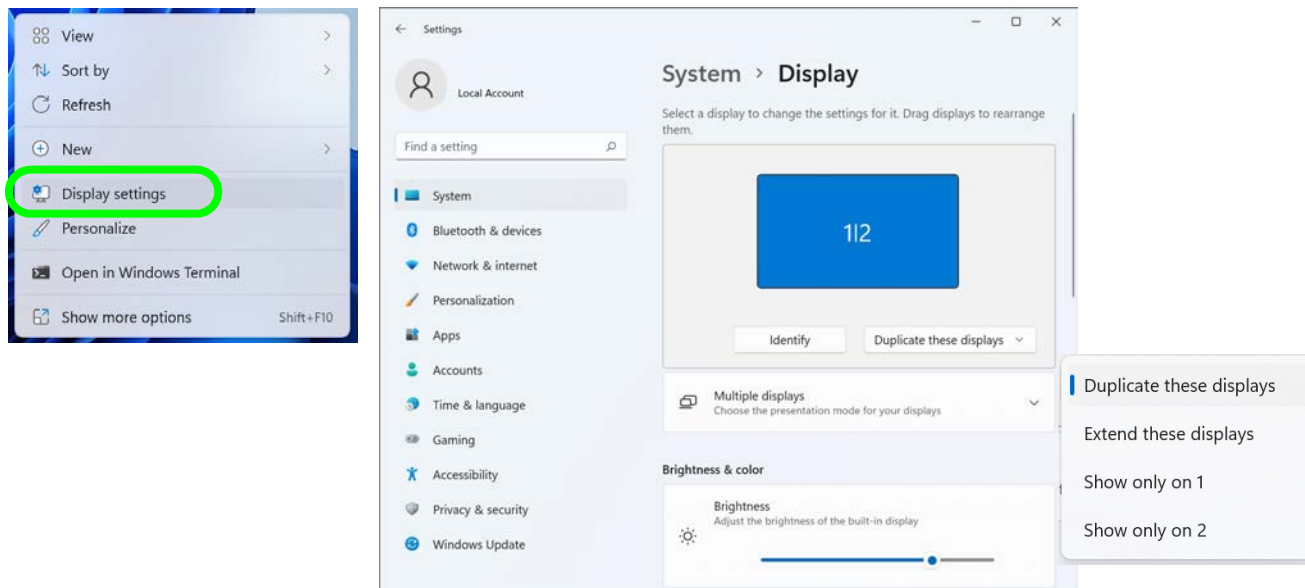 View
Sort by
Refresh
New
Display settings
Personalize
Open in Windows Terminal
Show more options Shift+F10
Settings
Local Account
Find a setting
System
Bluetooth & devices
Network & internet
Personalization
Apps
Accounts
Time & language
Gaming
Accessibility
Privacy & security
Windows Update
System > Display
Select a display to change the settings for it. Drag displays to rearrange
them.
1|2
Identify
Duplicate these displays
Multiple displays
Choose the presentation mode for your displays
Brightness & color
Brightness
Adjust the brightness of the built-in display
Duplicate these displays
Extend these displays
Show only on 1
Show only on 2